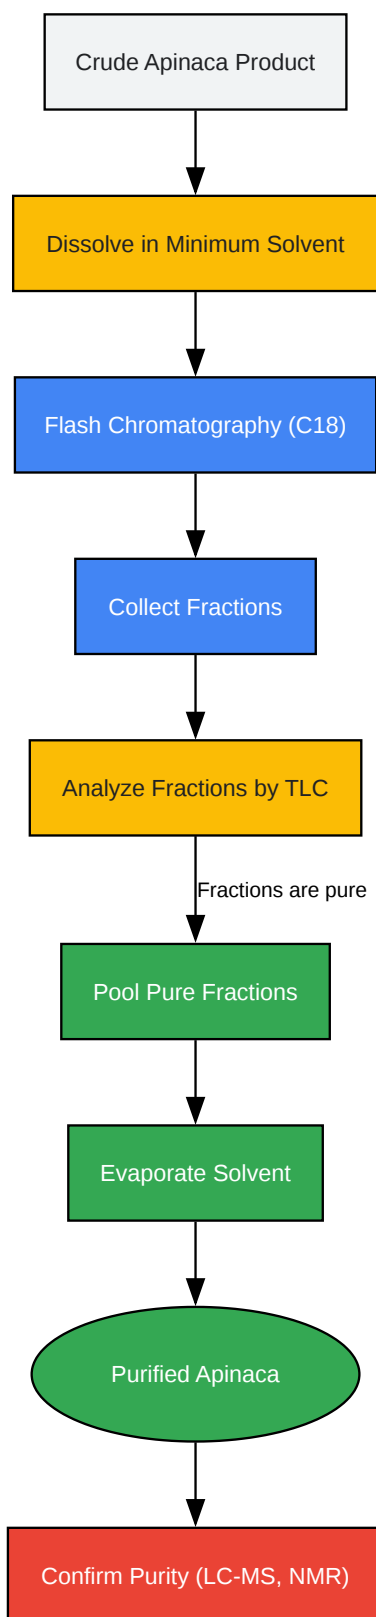 Crude Apinaca Product
Dissolve in Minimum Solvent
Flash Chromatography (C18)
Collect Fractions
Analyze Fractions by TLC
Fractions are pure
Pool Pure Fractions
Evaporate Solvent
Purified Apinaca
Confirm Purity (LC-MS, NMR)